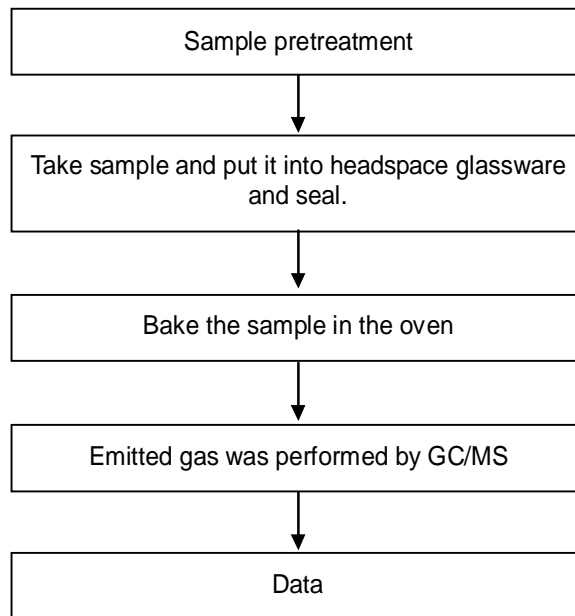 Sample pretreatment
Take sample and put it into headspace glassware
and seal.
Bake the sample in the oven
Emitted gas was performed by GC/MS
Data